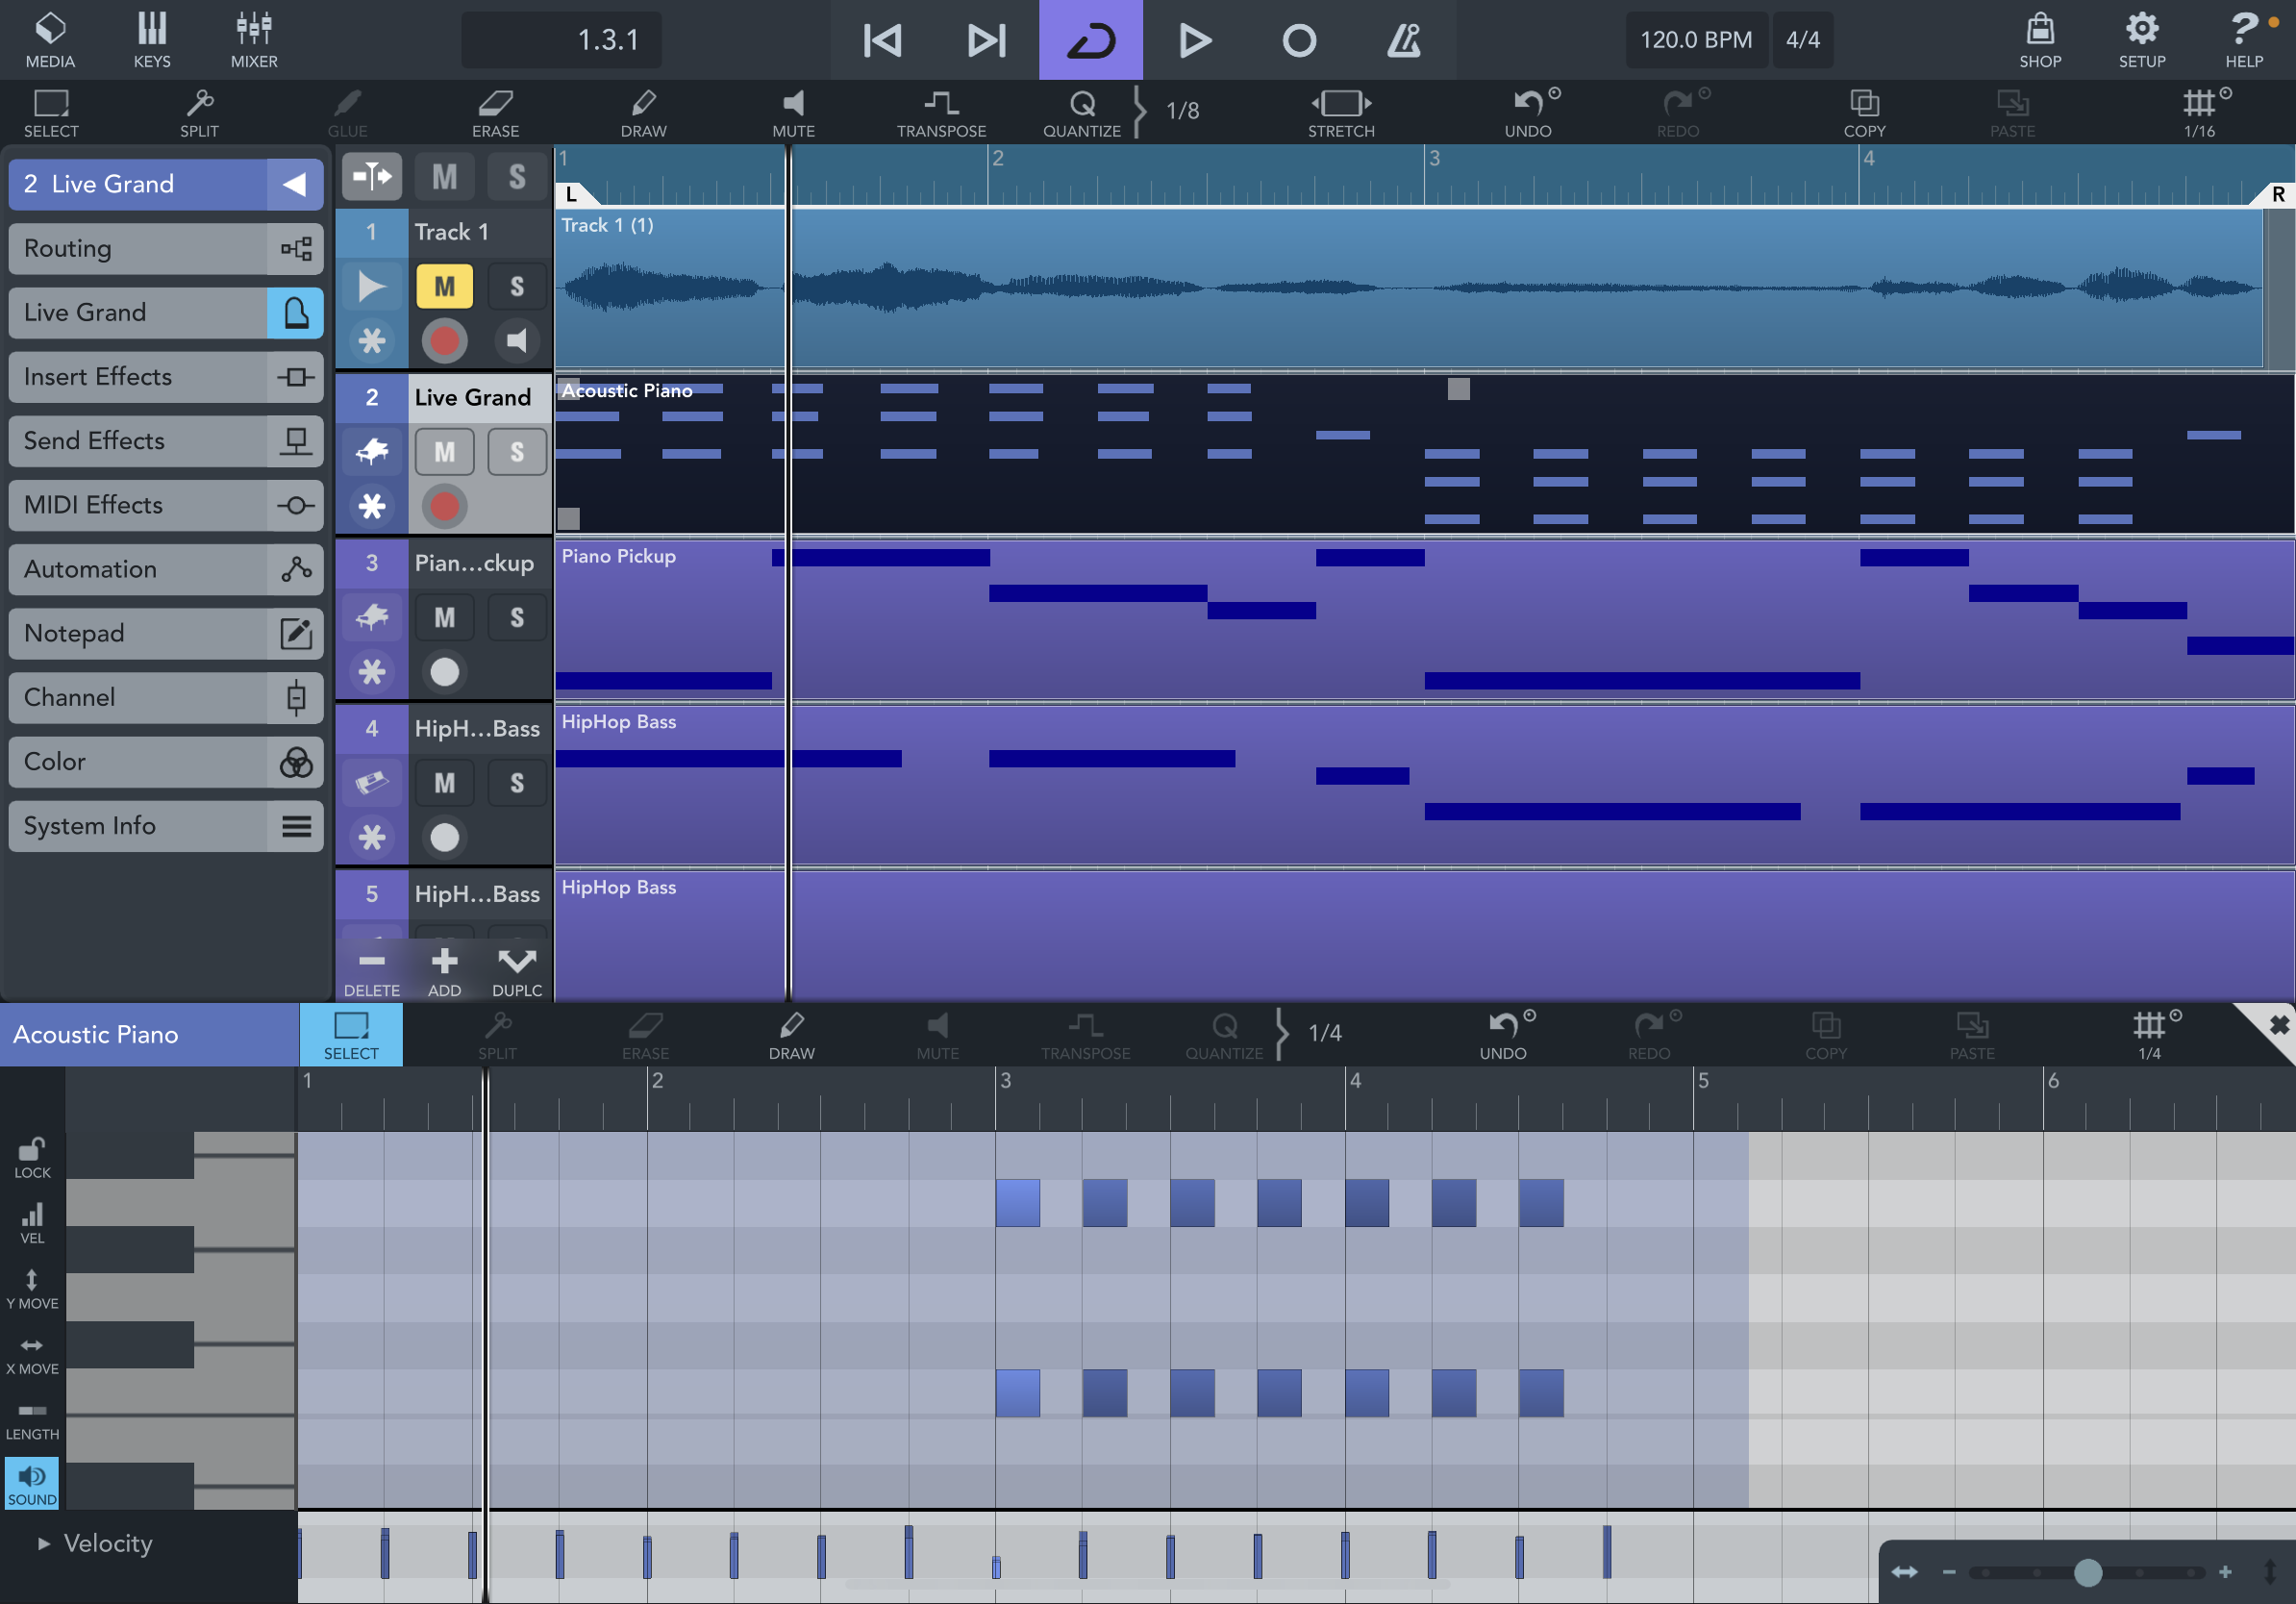 MEDIA KEYS MIXER 1.3.1 120.0 BPM 4/4 SHOP SETUP ? HELP
SELECT SPLIT GLUE ERASE DRAW MUTE TRANSPOSE Q QUANTIZE 1/8 STRETCH UNDO REDO COPY PASTE 1/16
2 Live Grand
Routing
Live Grand
Insert Effects
Send Effects
MIDI Effects
Automation
Notepad
Channel
Color
System Info
M S
1 Track 1
M S
2 Live Grand
M S
3 Pian...ckup
M S
4 HipH...Bass
M S
5 HipH...Bass
DELETE ADD DUPLC
1 2 3 4
L R
Track 1 (1)
Acoustic Piano
Piano Pickup
HipHop Bass
HipHop Bass
Acoustic Piano SELECT SPLIT ERASE DRAW MUTE TRANSPOSE Q QUANTIZE 1/4 UNDO REDO COPY PASTE 1/4
1 2 3 4 5 6
LOCK
VEL
Y MOVE
X MOVE
LENGTH
SOUND
Velocity